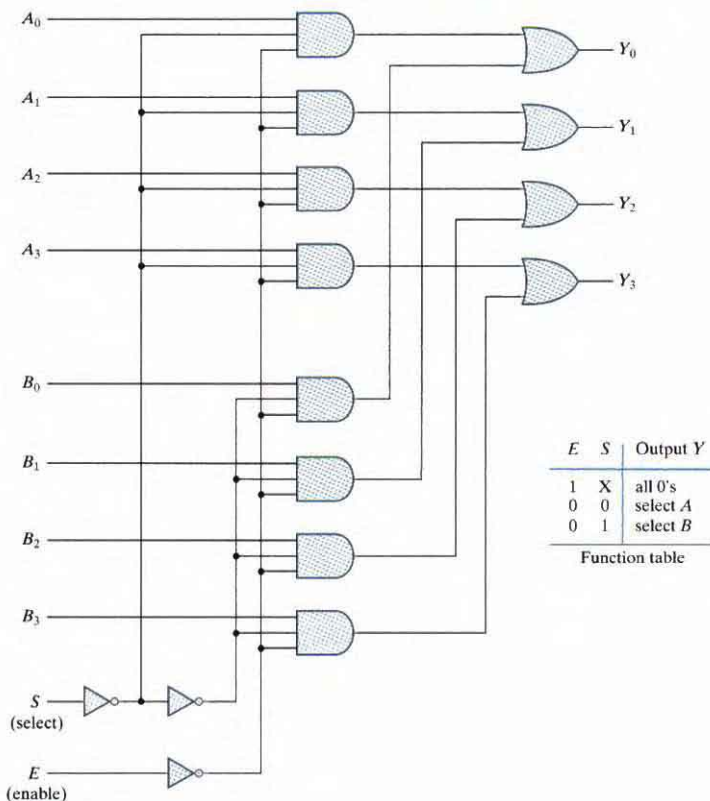 A0
Y0
A1
Y1
A2
Y2
A3
Y3
B0
B1
B2
B3
S
(select)
E
(enable)
E S Output Y
1 X all 0's
0 0 select A
0 1 select B
Function table